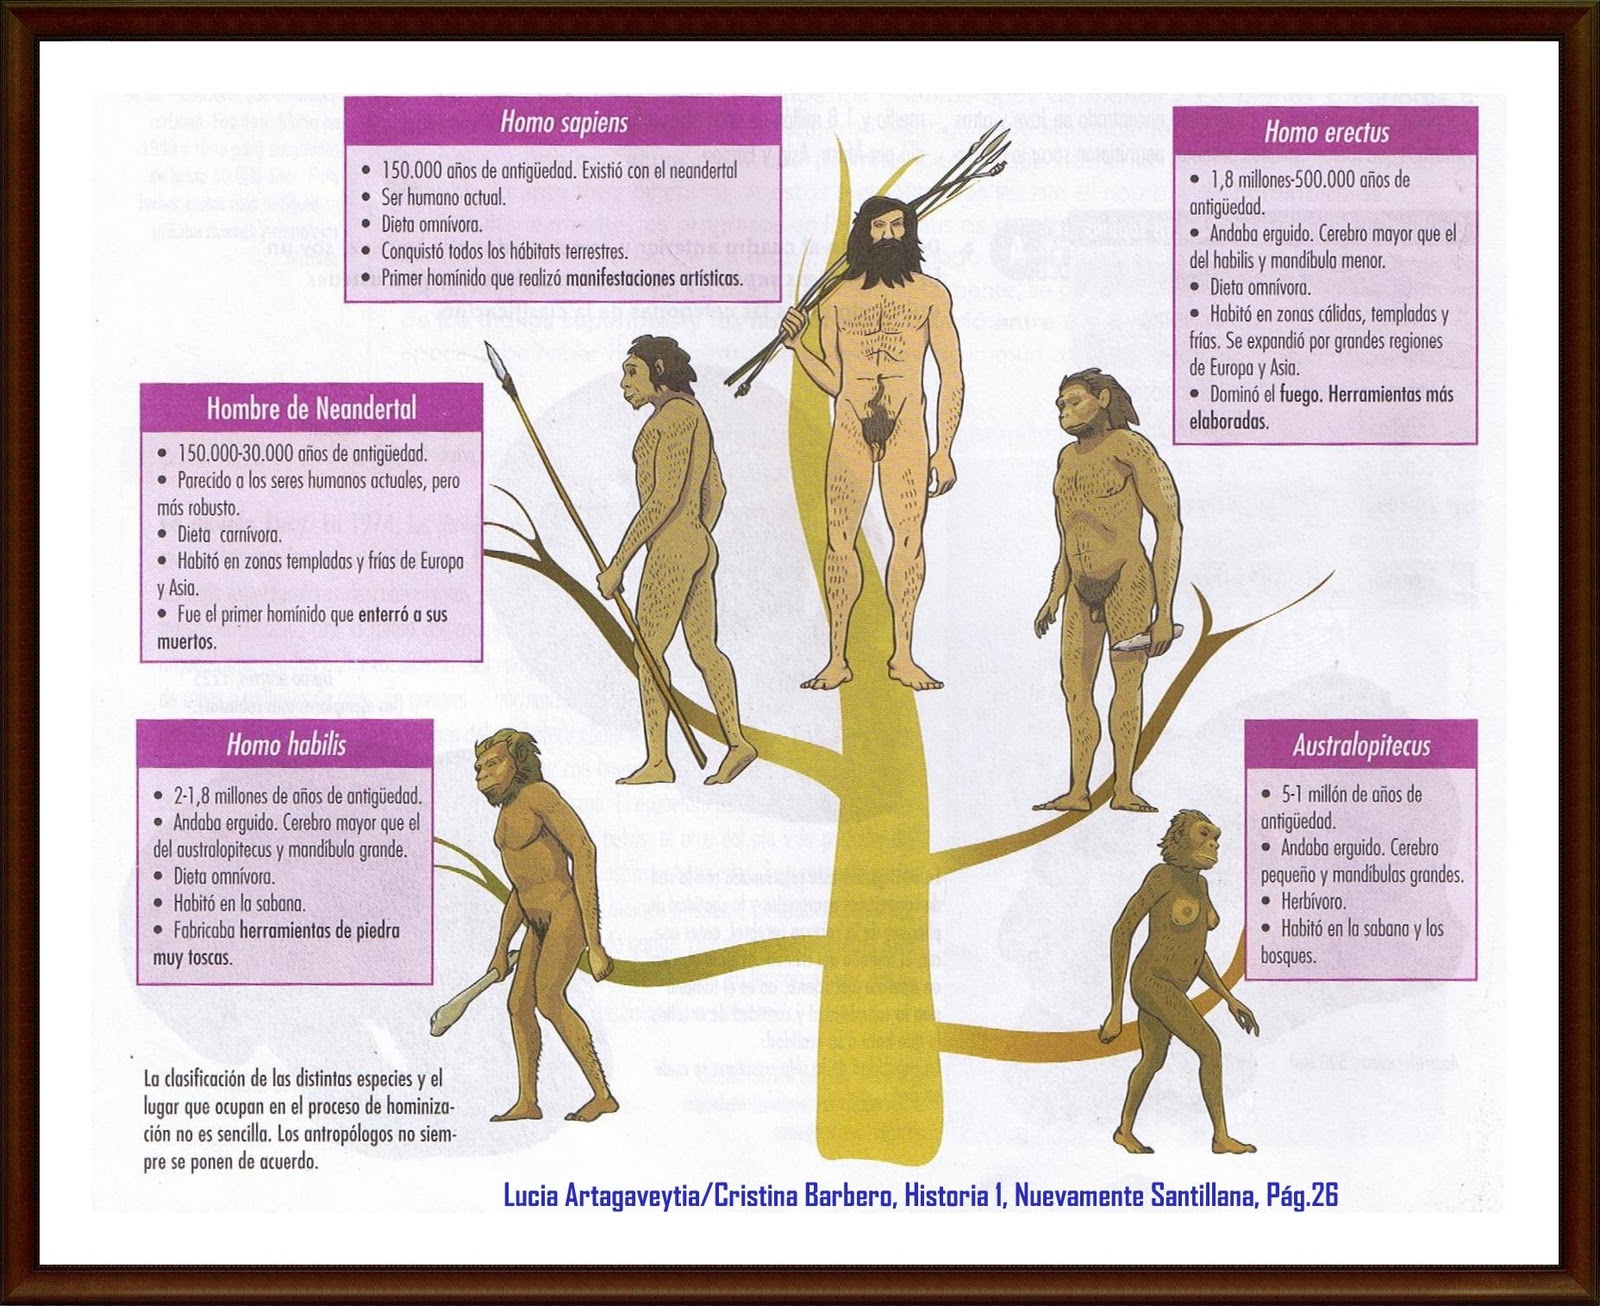 Homo sapiens
• 150.000 años de antigüedad. Existió con el neandertal
• Ser humano actual.
• Dieta omnívora.
• Conquistó todos los hábitats terrestres.
• Primer homínido que realizó manifestaciones artísticas.
Homo erectus
• 1,8 millones-500.000 años de
antigüedad.
• Andaba erguido. Cerebro mayor que el
del habilis y mandíbula menor.
• Dieta omnívora.
• Habitó en zonas cálidas, templadas y
frías. Se expandió por grandes regiones
de Europa y Asia.
• Dominó el fuego. Herramientas más
elaboradas.
Hombre de Neandertal
• 150.000-30.000 años de antigüedad.
• Parecido a los seres humanos actuales, pero
más robusto.
• Dieta carnívora.
• Habitó en zonas templadas y frías de Europa
y Asia.
• Fue el primer homínido que enterró a sus
muertos.
Homo habilis
• 2-1,8 millones de años de antigüedad.
• Andaba erguido. Cerebro mayor que el
del australopitecus y mandíbula grande.
• Dieta omnívora.
• Habitó en la sabana.
• Fabricaba herramientas de piedra
muy toscas.
Australopitecus
• 5-1 millón de años de
antigüedad.
• Andaba erguido. Cerebro
pequeño y mandíbulas grandes.
• Herbívoro.
• Habitó en la sabana y los
bosques.
La clasificación de las distintas especies y el
lugar que ocupan en el proceso de hominiza-
ción no es sencilla. Los antropólogos no siem-
pre se ponen de acuerdo.
Lucia Artagaveytia/Cristina Barbero, Historia 1, Nuevamente Santillana, Pág.26